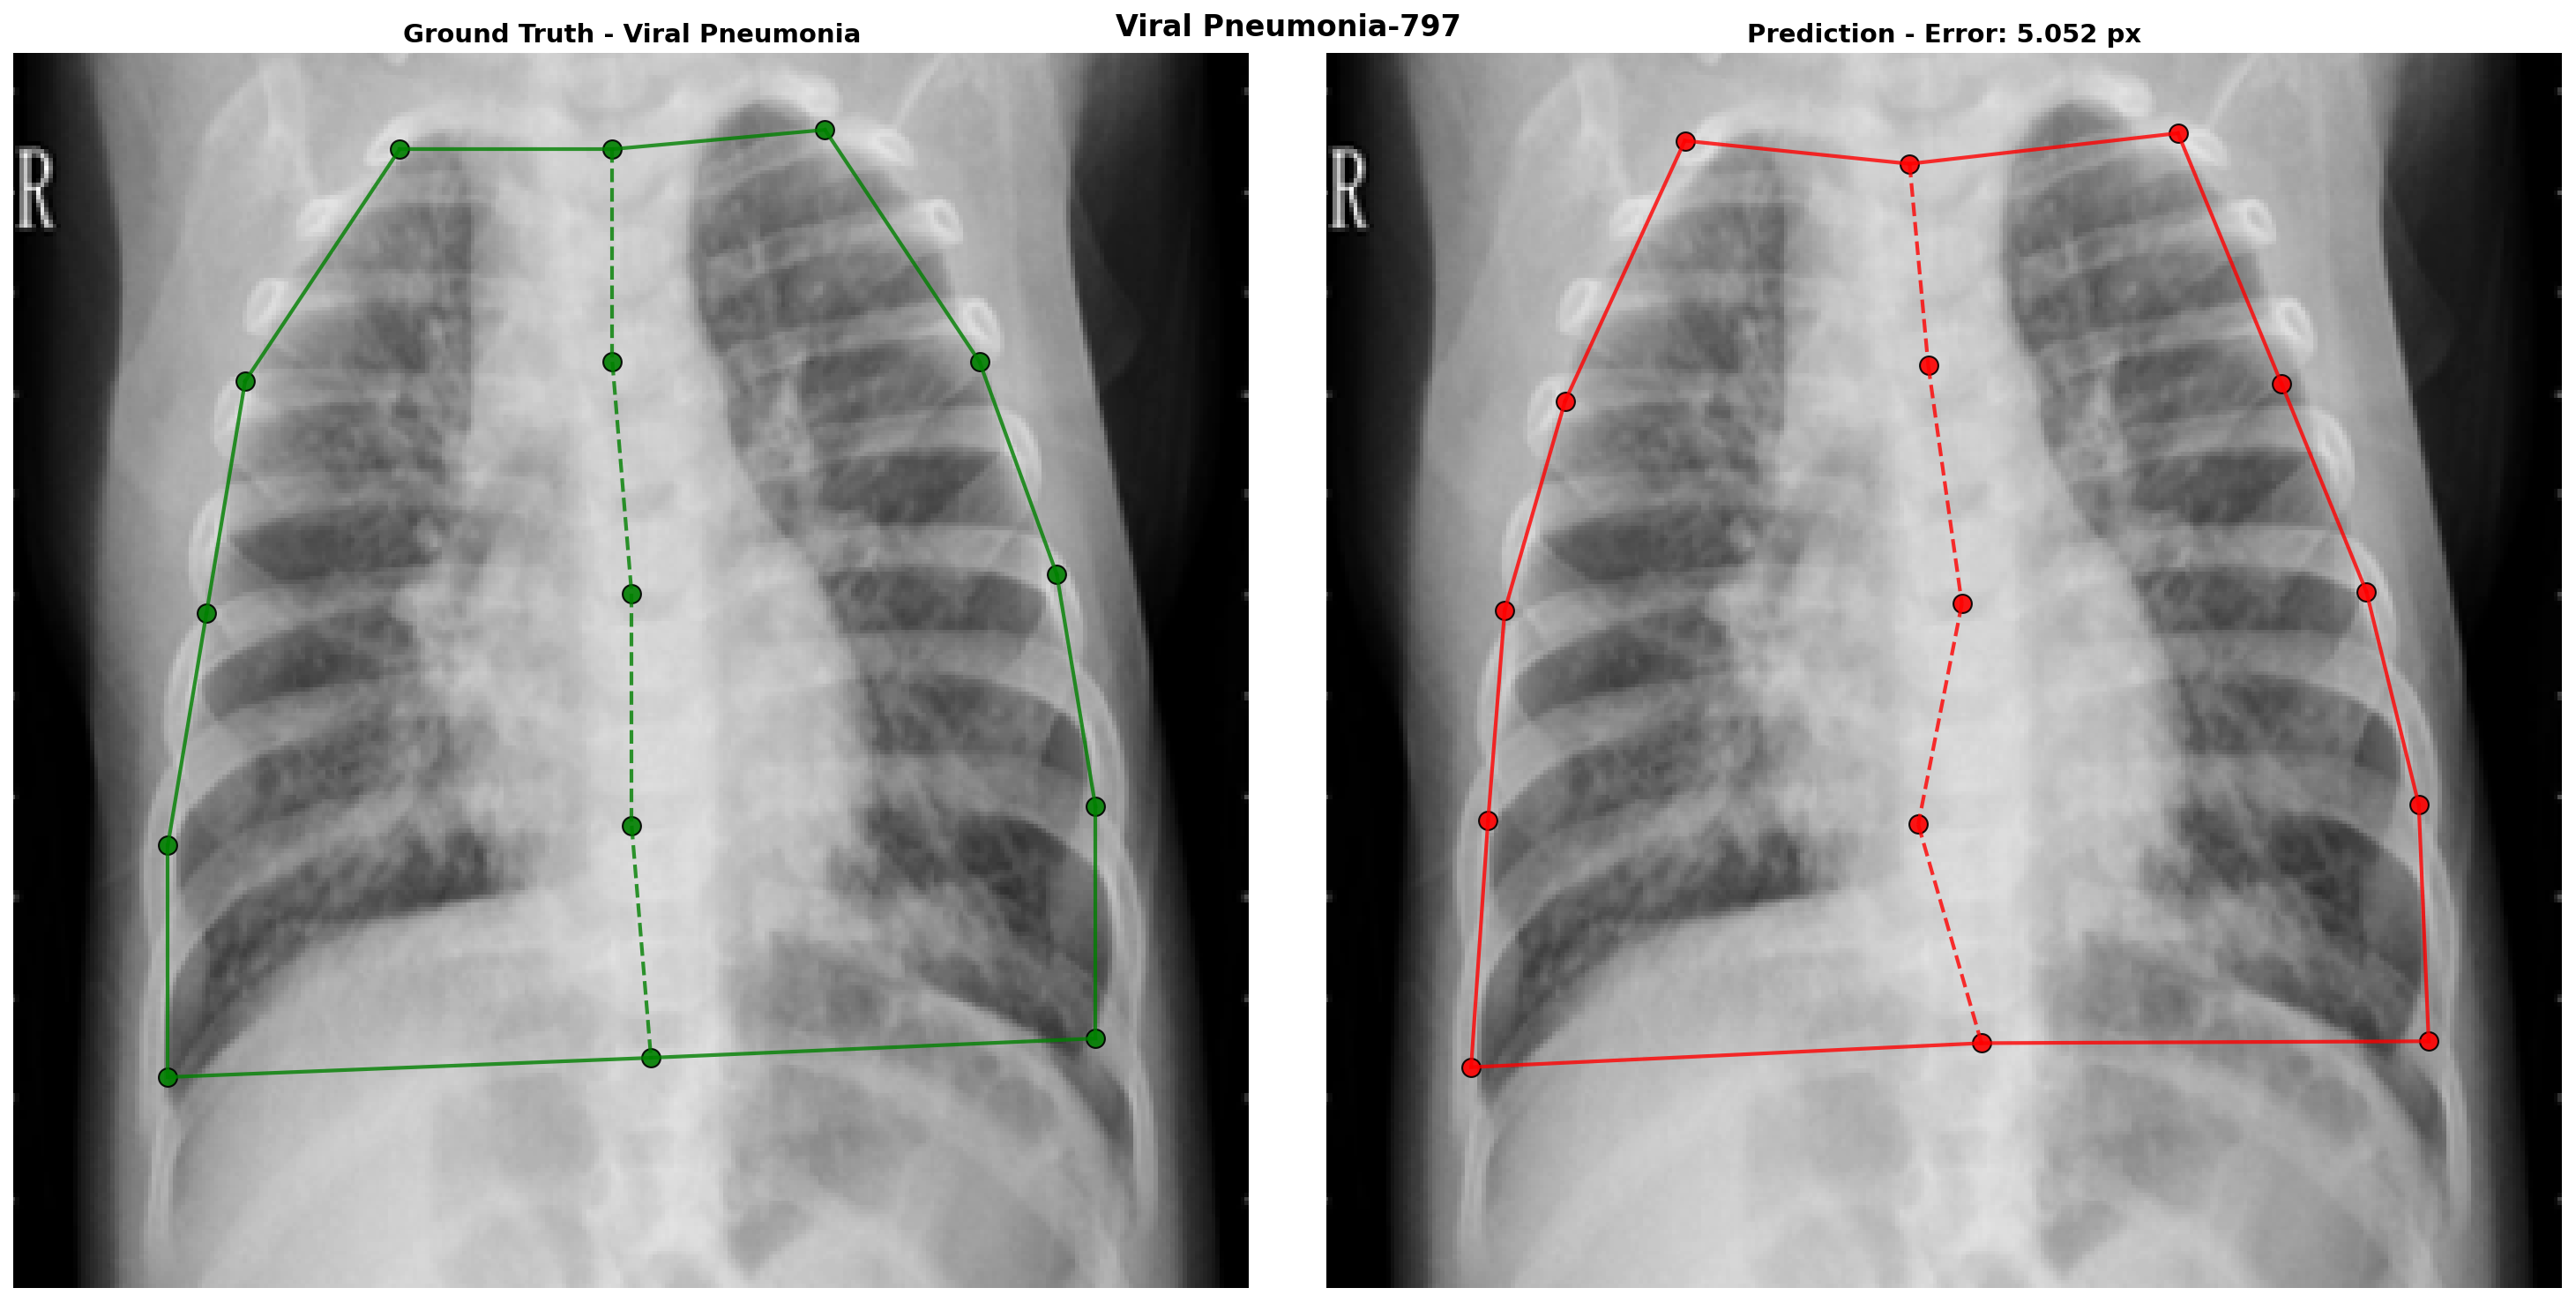 Viral Pneumonia-797
Ground Truth - Viral Pneumonia
Prediction - Error: 5.052 px
R
R